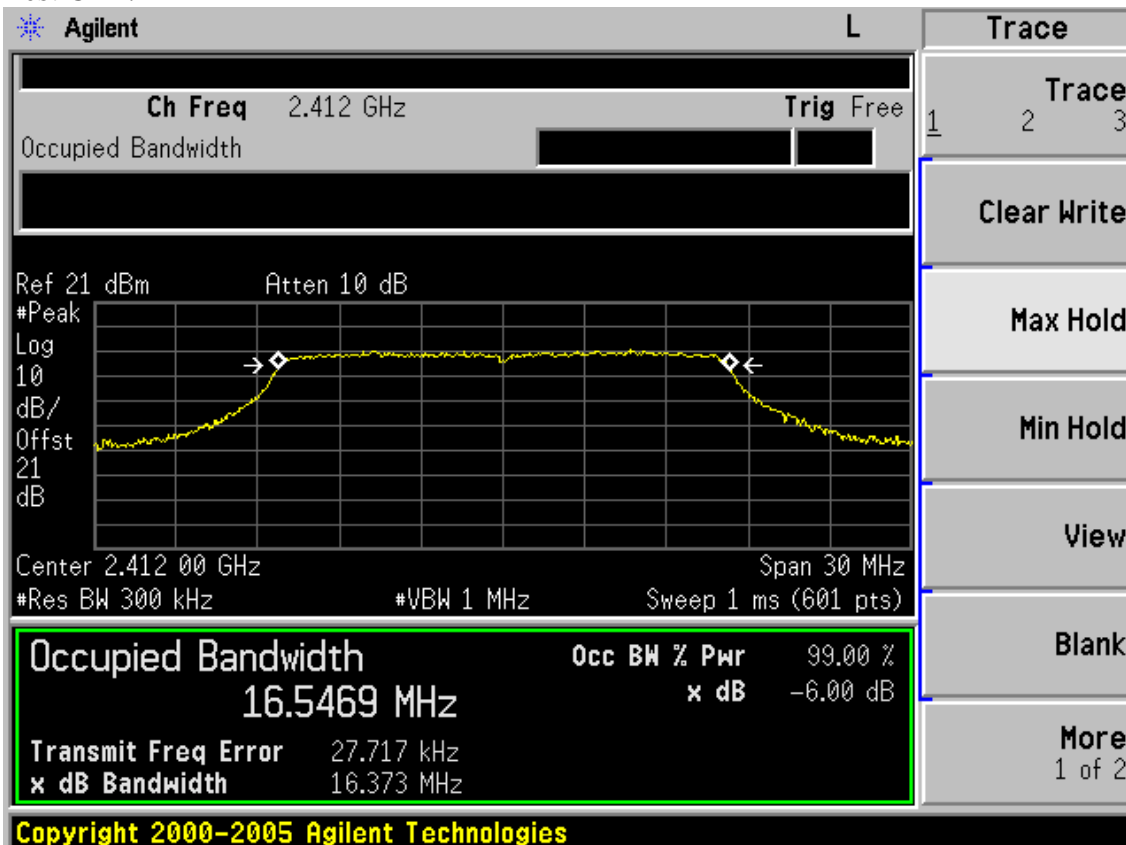 Agilent L Trace
Ch Freq 2.412 GHz Trig Free
Occupied Bandwidth
Trace
1 2 3
Clear Write
Max Hold
Min Hold
View
Blank
More
1 of 2
Ref 21 dBm Atten 10 dB
#Peak
Log
10
dB/
Offst
21
dB
Center 2.412 00 GHz Span 30 MHz
#Res BW 300 kHz #VBW 1 MHz Sweep 1 ms (601 pts)
Occupied Bandwidth Occ BW % Pwr 99.00 %
16.5469 MHz x dB -6.00 dB
Transmit Freq Error 27.717 kHz
x dB Bandwidth 16.373 MHz
Copyright 2000-2005 Agilent Technologies